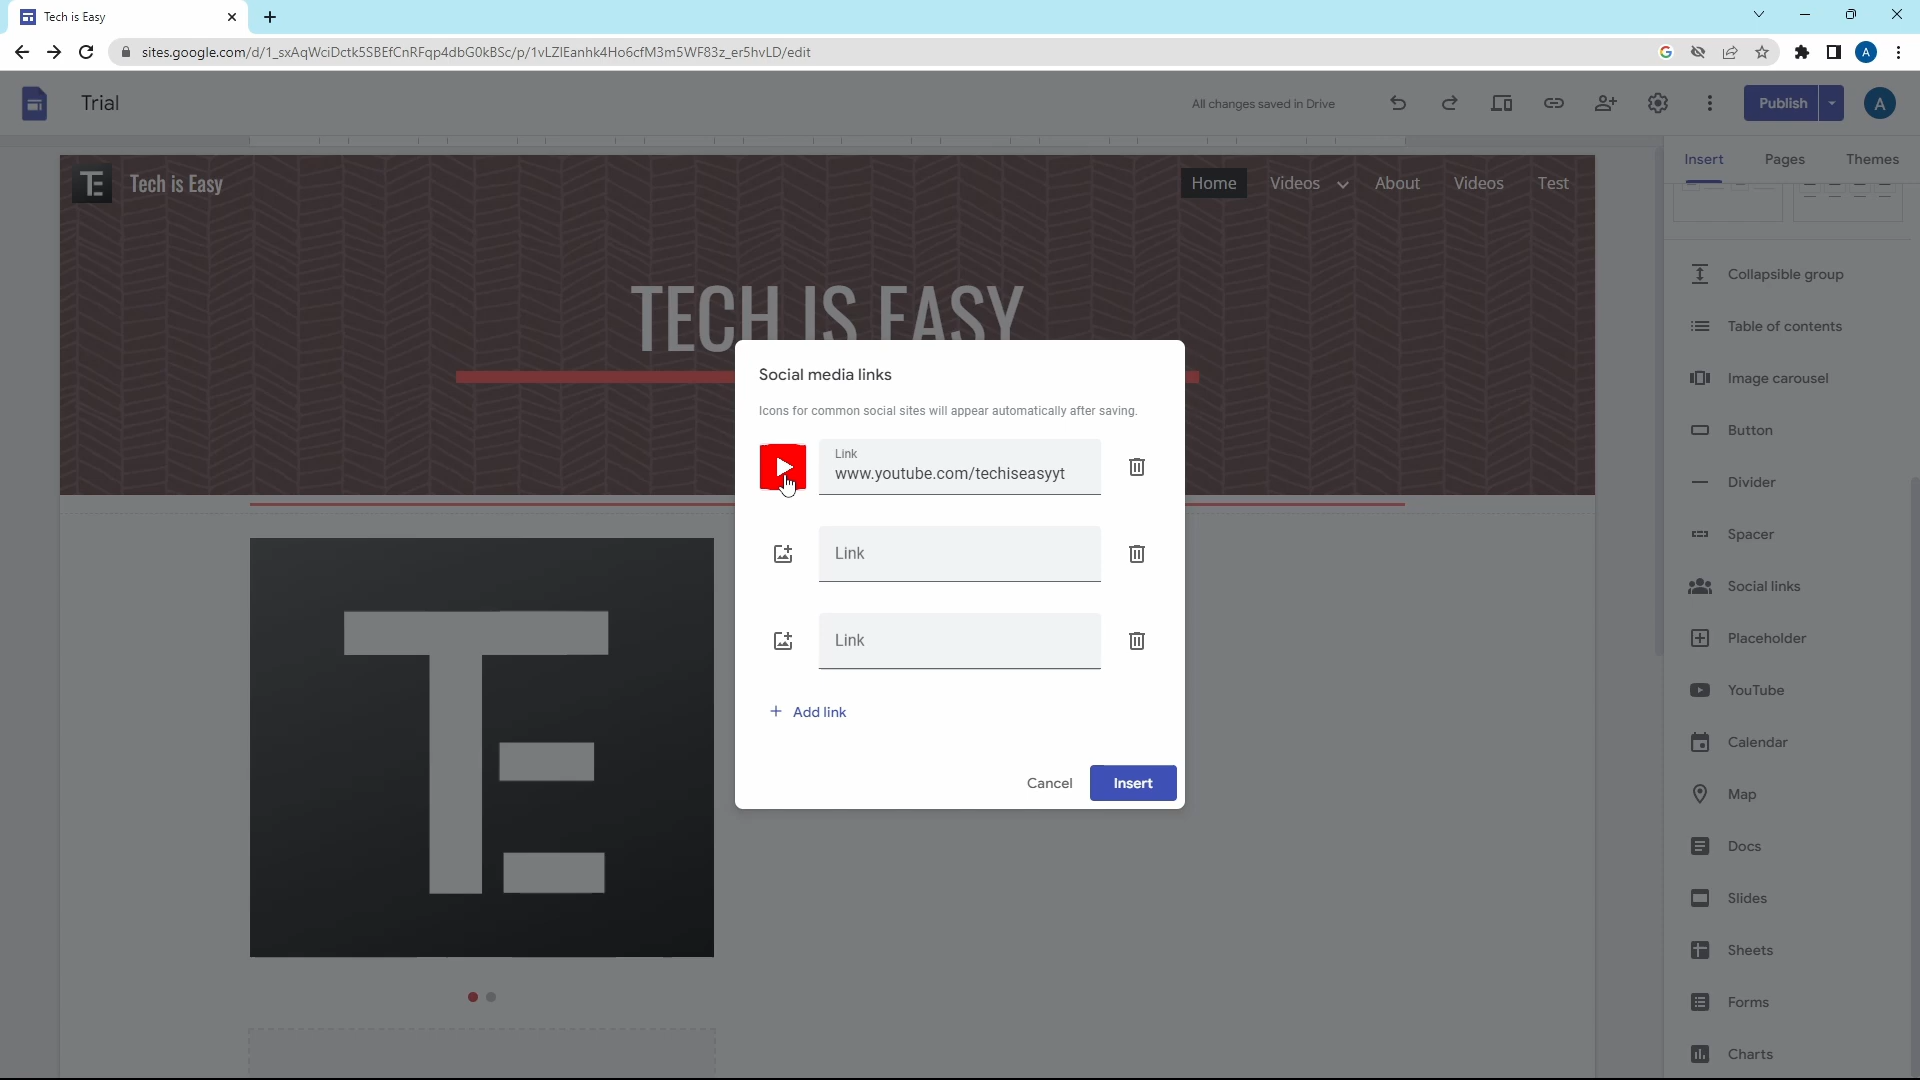 Tech is Easy
sites.google.com/d/1_sxAqWciDctk5SBEfCnRFqp4dbG0kBSc/p/1vLZIEanhk4Ho6cfM3m5WF83z_er5hvLD/edit
A
Trial
All changes saved in Drive
Publish
A
Insert Pages Themes
TE Tech is Easy
Home Videos About Videos Test
TECH IS EASY
Social media links
Icons for common social sites will appear automatically after saving.
Link
www.youtube.com/techiseasyyt
Link
Link
+ Add link
Cancel Insert
TE
Collapsible group
Table of contents
Image carousel
Button
Divider
Spacer
Social links
Placeholder
YouTube
Calendar
Map
Docs
Slides
Sheets
Forms
Charts